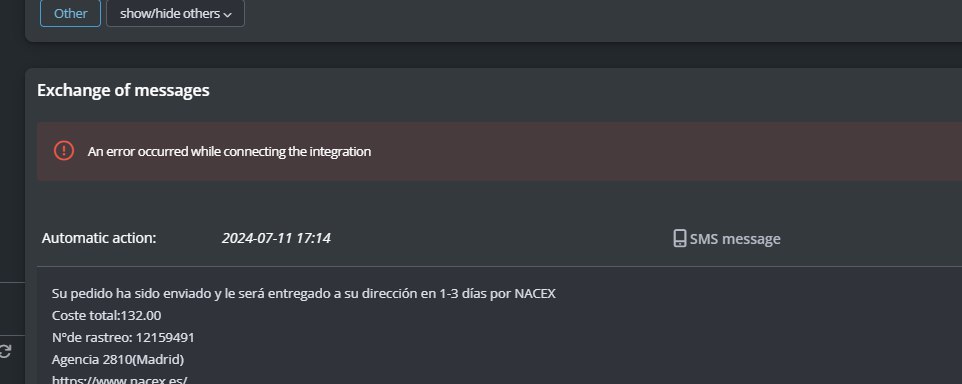 Other show/hide others
Exchange of messages
An error occurred while connecting the integration
Automatic action: 2024-07-11 17:14 SMS message
Su pedido ha sido enviado y le será entregado a su dirección en 1-3 días por NACEX
Coste total:132.00
Nºde rastreo: 12159491
Agencia 2810(Madrid)
https://www.nacex.es/